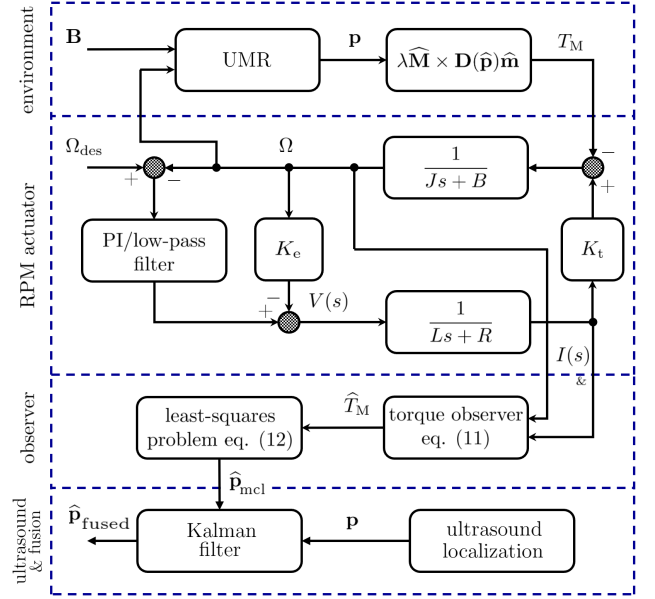 environment
B
UMR
p
λM̂ × D(p̂)m̂
T_M
RPM actuator
Ω_des
+
−
Ω
1
Js + B
−
+
PI/low-pass
filter
K_e
K_t
−
+
V(s)
1
Ls + R
I(s)
&
observer
least-squares
problem eq. (12)
T̂_M
torque observer
eq. (11)
p̂_mcl
ultrasound
& fusion
p̂_fused
Kalman
filter
p
ultrasound
localization